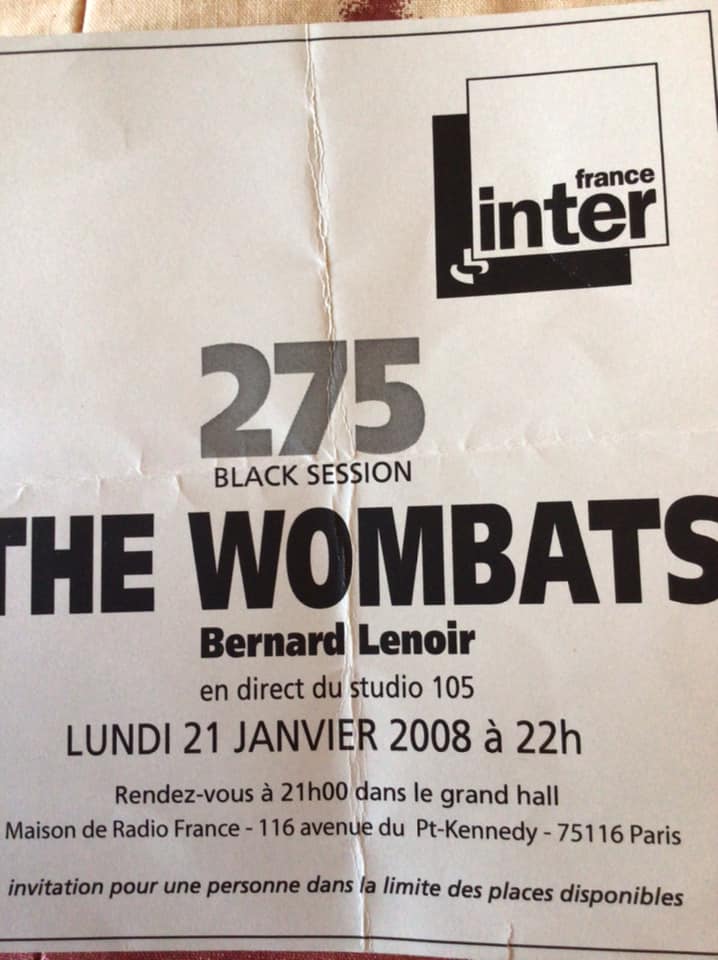 france
inter
275
BLACK SESSION
THE WOMBATS
Bernard Lenoir
en direct du studio 105
LUNDI 21 JANVIER 2008 à 22h
Rendez-vous à 21h00 dans le grand hall
Maison de Radio France - 116 avenue du Pt-Kennedy - 75116 Paris
invitation pour une personne dans la limite des places disponibles